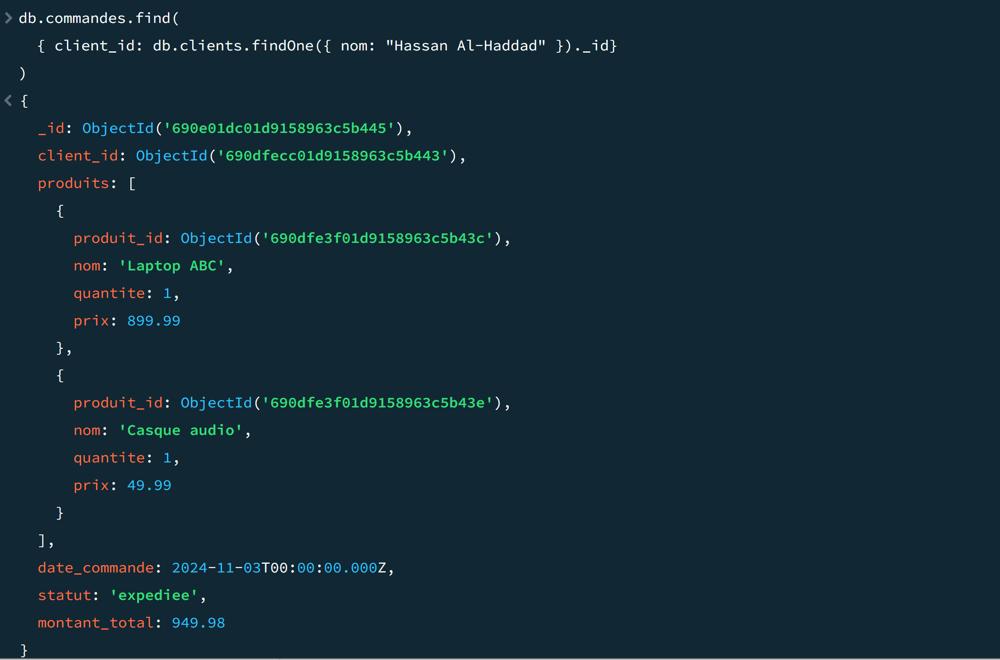 db.commandes.find(
{ client_id: db.clients.findOne({ nom: "Hassan Al-Haddad" })._id}
)
{
_id: ObjectId('690e01dc01d9158963c5b445'),
client_id: ObjectId('690dfecc01d9158963c5b443'),
produits: [
{
produit_id: ObjectId('690dfe3f01d9158963c5b43c'),
nom: 'Laptop ABC',
quantite: 1,
prix: 899.99
},
{
produit_id: ObjectId('690dfe3f01d9158963c5b43e'),
nom: 'Casque audio',
quantite: 1,
prix: 49.99
}
],
date_commande: 2024-11-03T00:00:00.000Z,
statut: 'expediee',
montant_total: 949.98
}